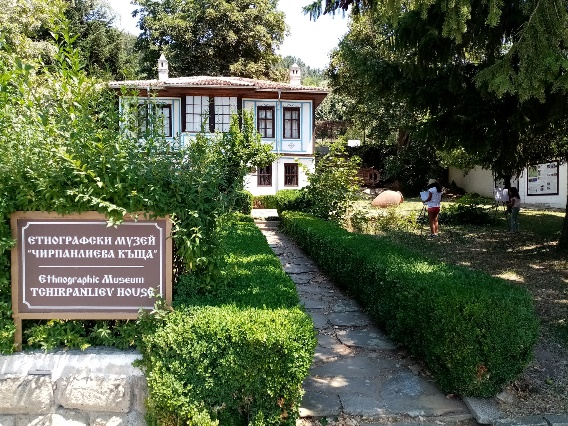 ЕТНОГРАФСКИ МУЗЕЙ
"ЧИРПАНЛИЕВА КЪЩА"
Ethnographic Museum
TCHIRPANLIEV HOUSE